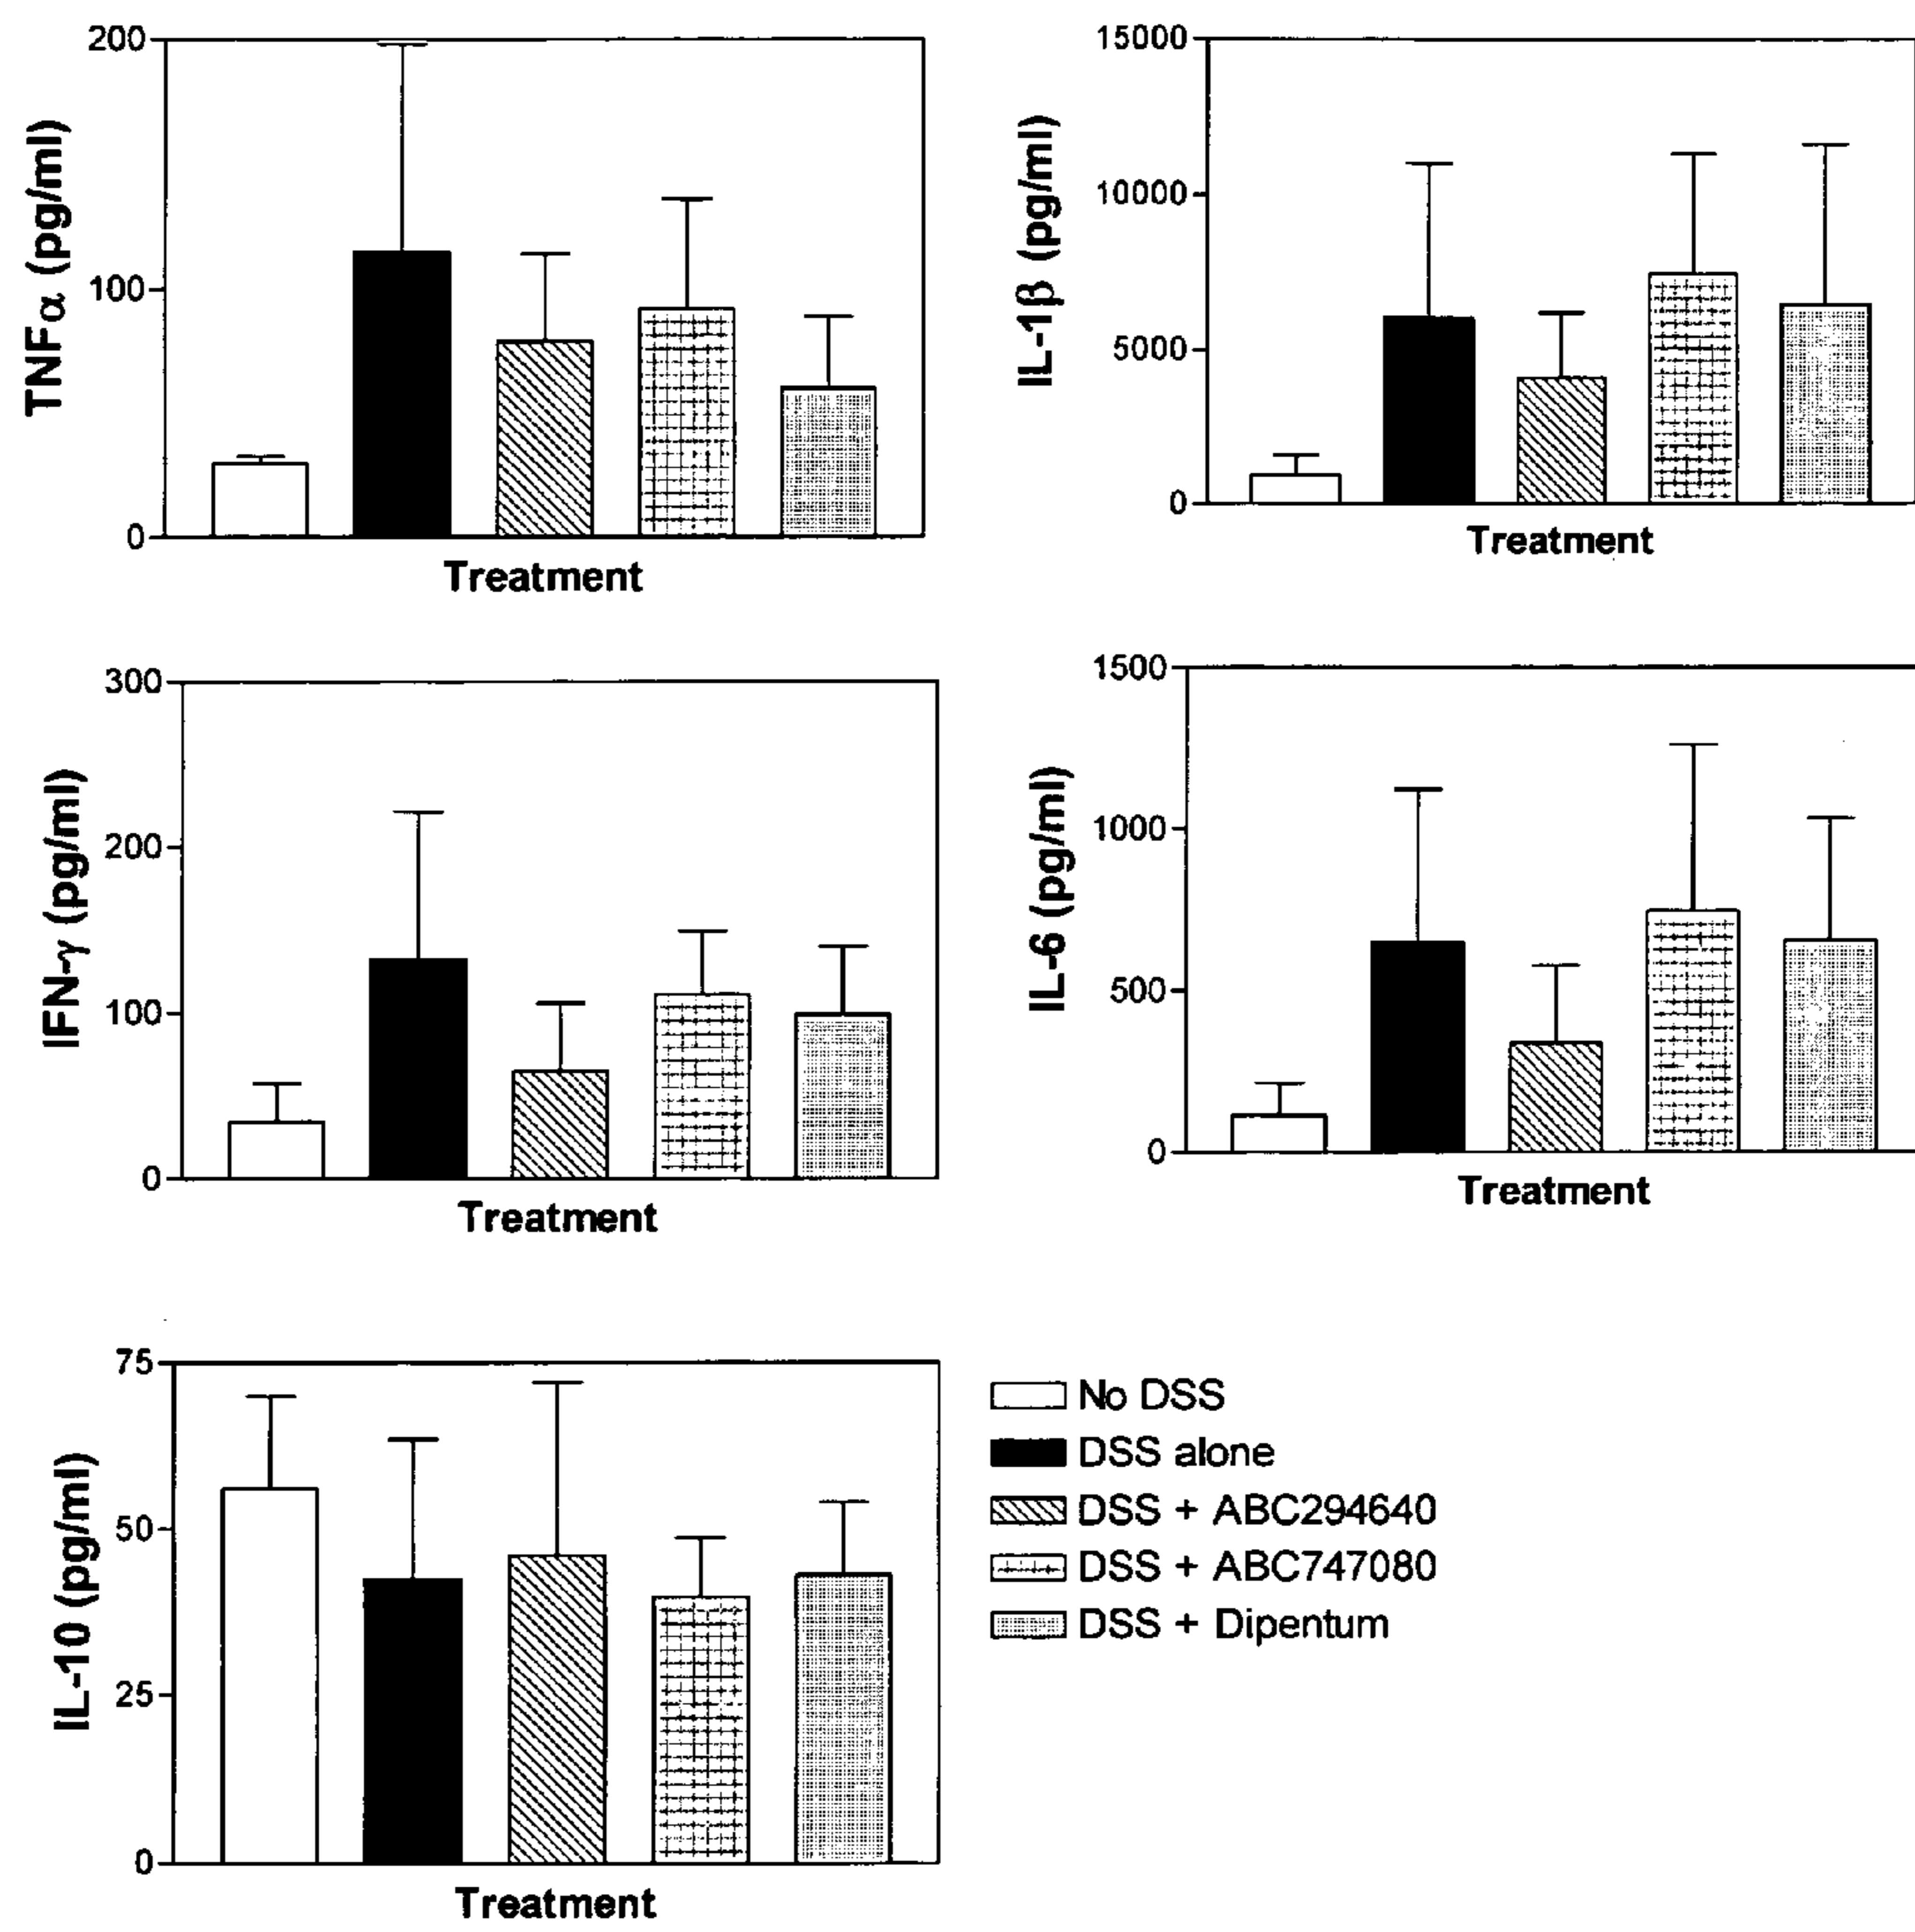 TNFα (pg/ml)
200
100
0
Treatment
IL-1β (pg/ml)
15000
10000
5000
0
Treatment
IFN-γ (pg/ml)
300
200
100
0
Treatment
IL-6 (pg/ml)
1500
1000
500
0
Treatment
IL-10 (pg/ml)
75
50
25
0
Treatment
No DSS
DSS alone
DSS + ABC294640
DSS + ABC747080
DSS + Dipentum